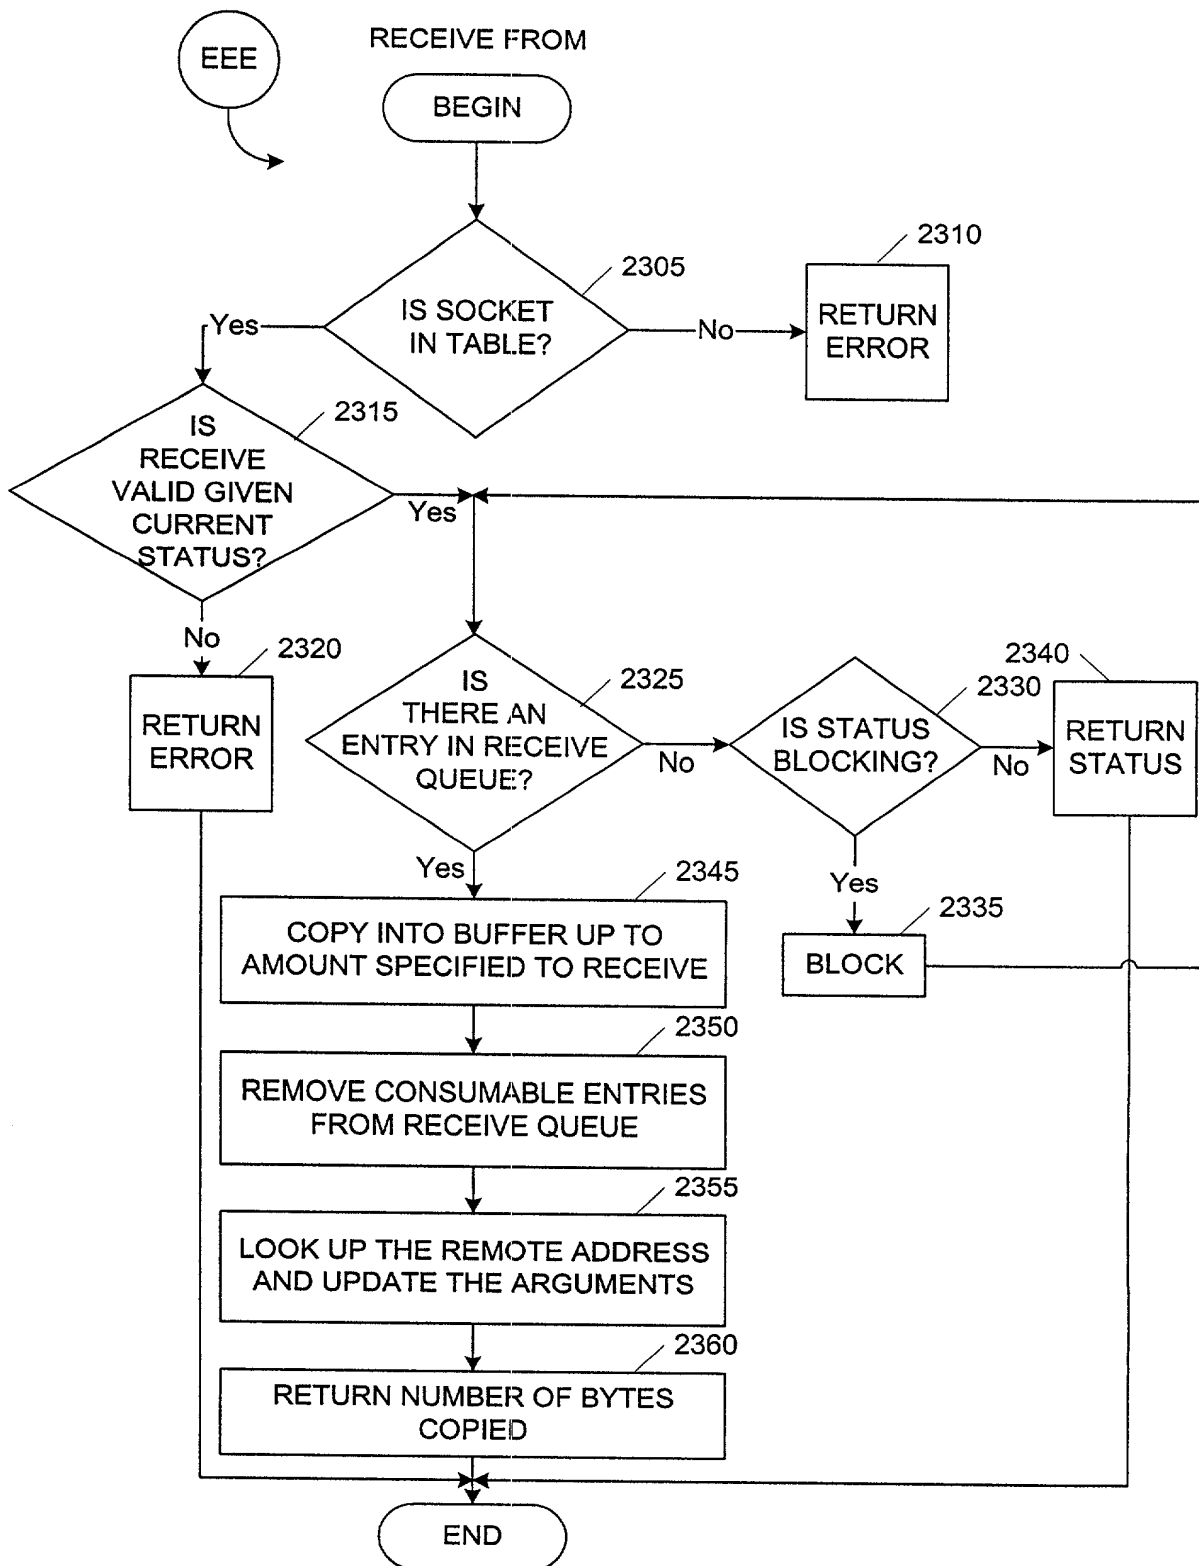 EEE
RECEIVE FROM
BEGIN
2305
IS SOCKET
IN TABLE?
Yes
No
2310
RETURN
ERROR
2315
IS
RECEIVE
VALID GIVEN
CURRENT
STATUS?
Yes
No
2320
RETURN
ERROR
2325
IS
THERE AN
ENTRY IN RECEIVE
QUEUE?
No
2330
IS STATUS
BLOCKING?
No
2340
RETURN
STATUS
Yes
2335
BLOCK
Yes
2345
COPY INTO BUFFER UP TO
AMOUNT SPECIFIED TO RECEIVE
2350
REMOVE CONSUMABLE ENTRIES
FROM RECEIVE QUEUE
2355
LOOK UP THE REMOTE ADDRESS
AND UPDATE THE ARGUMENTS
2360
RETURN NUMBER OF BYTES
COPIED
END